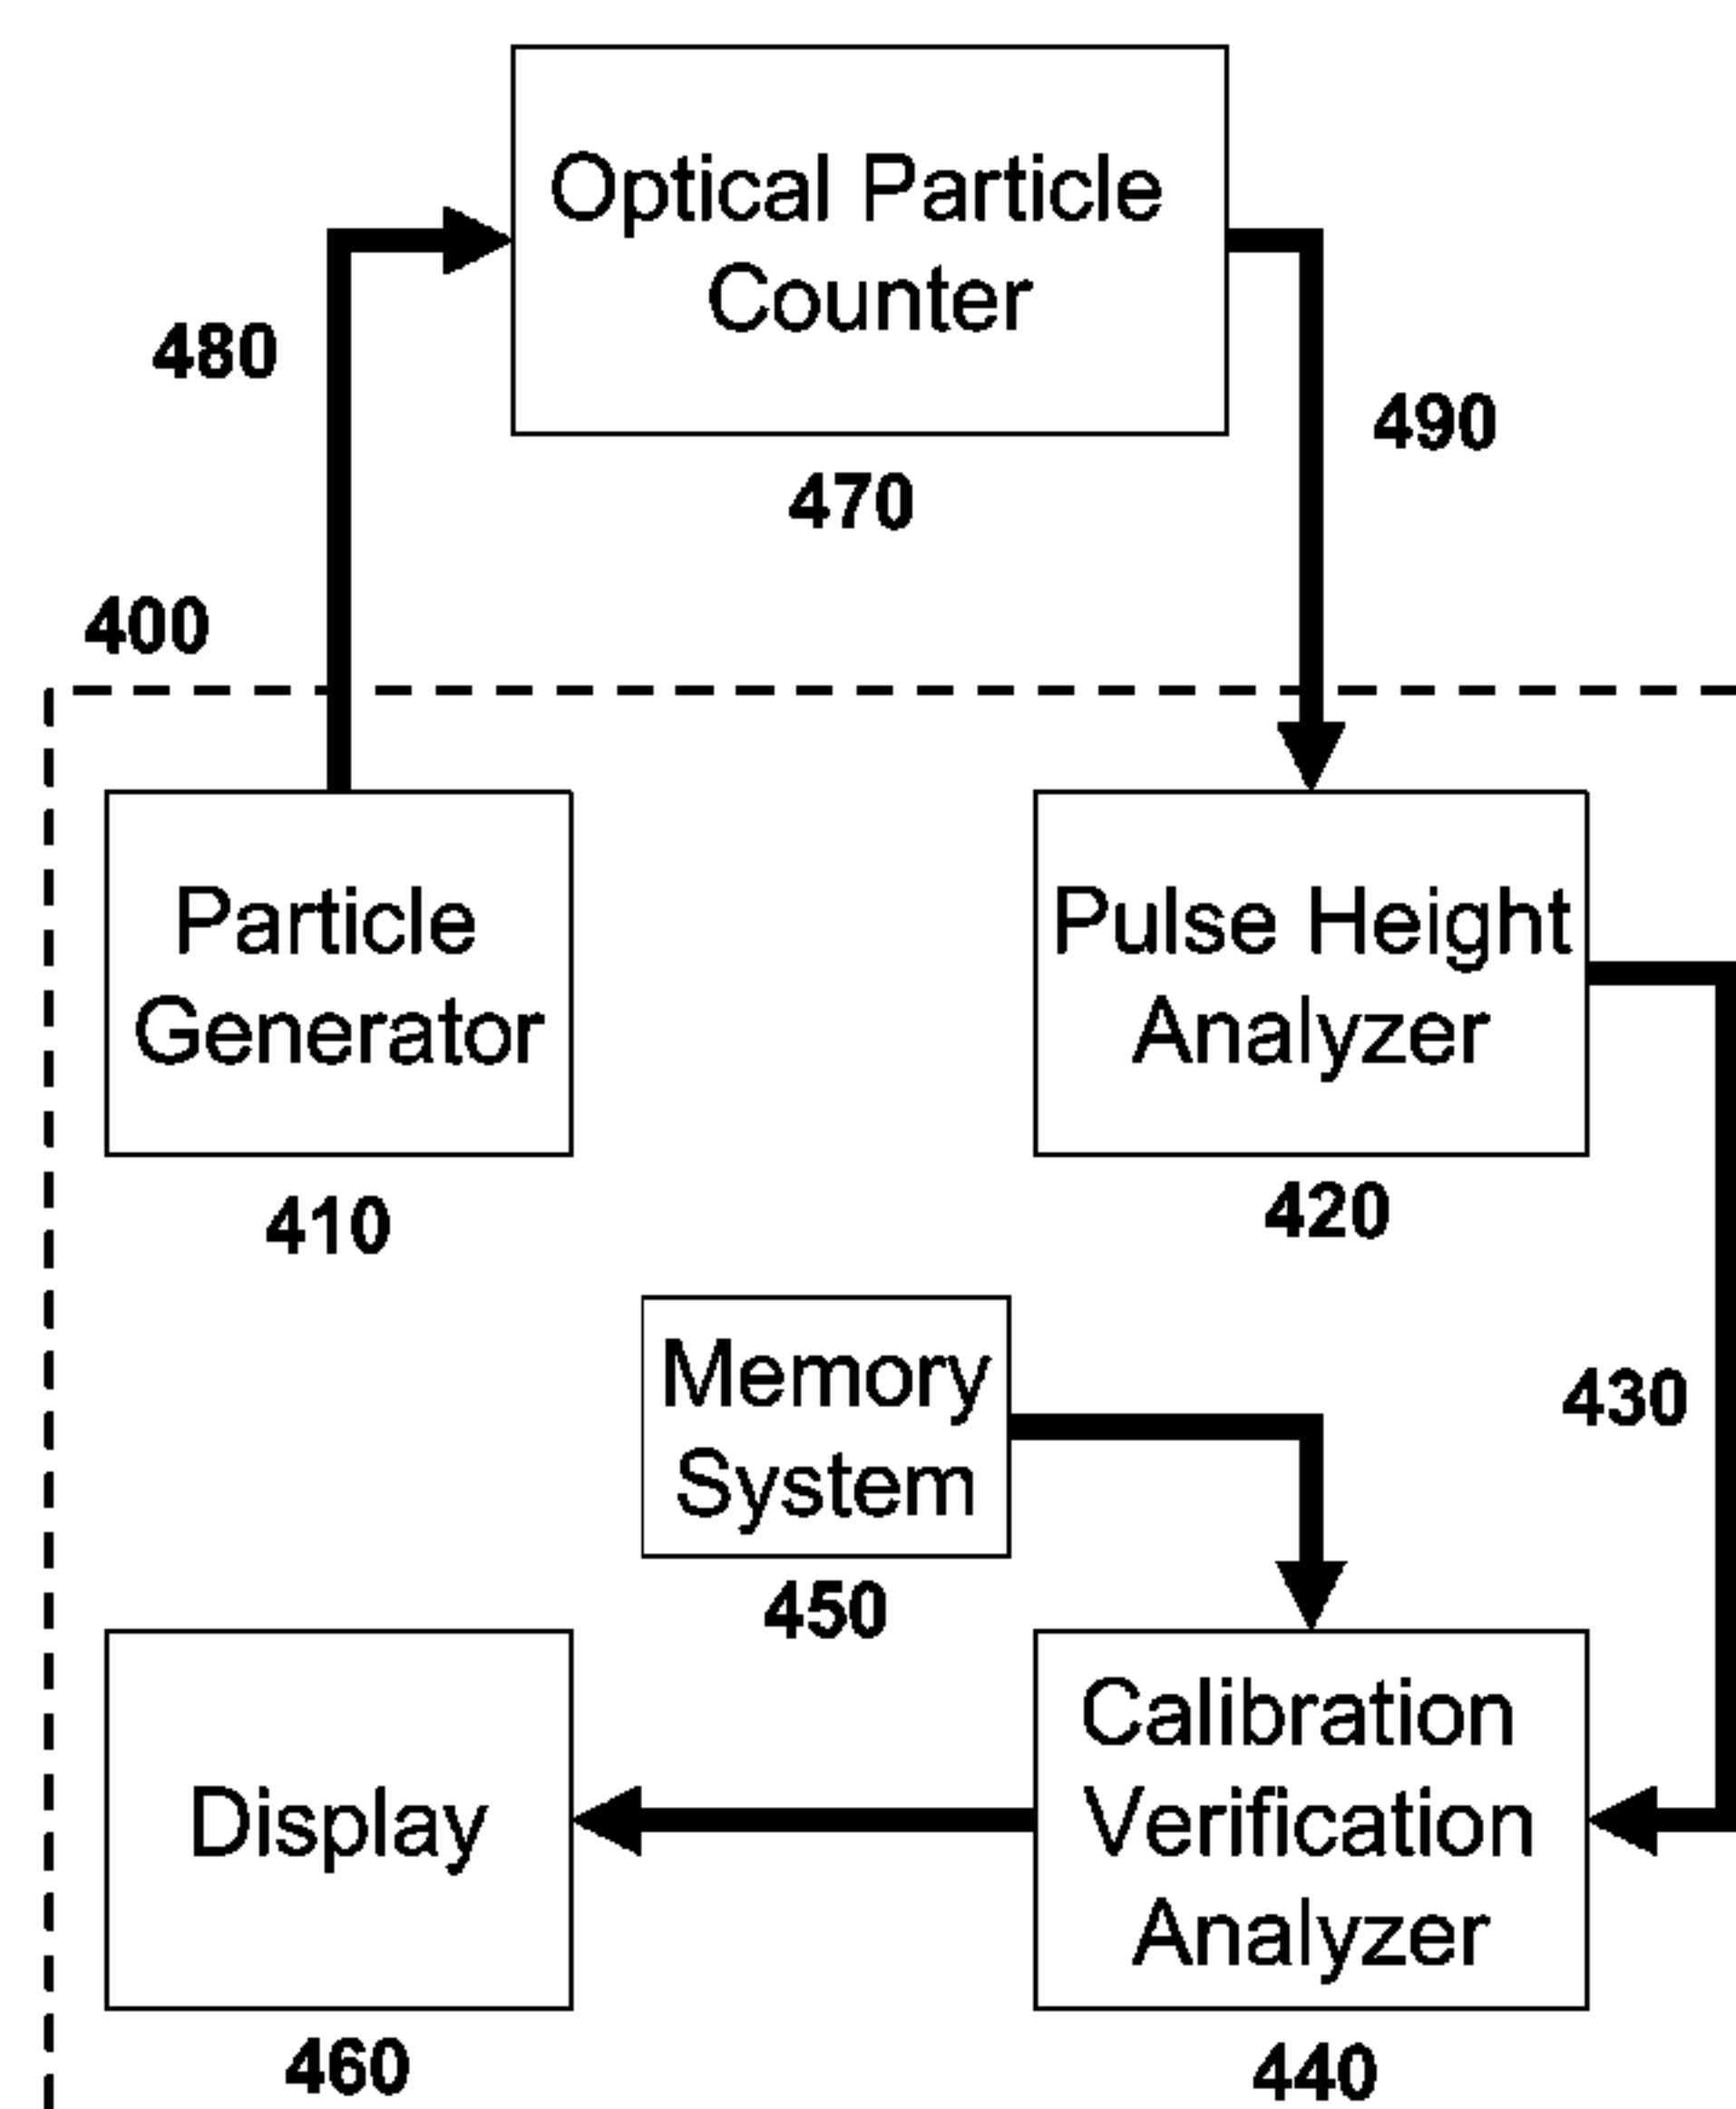 Optical Particle
Counter
480
490
470
400
Particle
Generator
Pulse Height
Analyzer
410
420
Memory
System
430
450
Calibration
Verification
Analyzer
Display
460
440